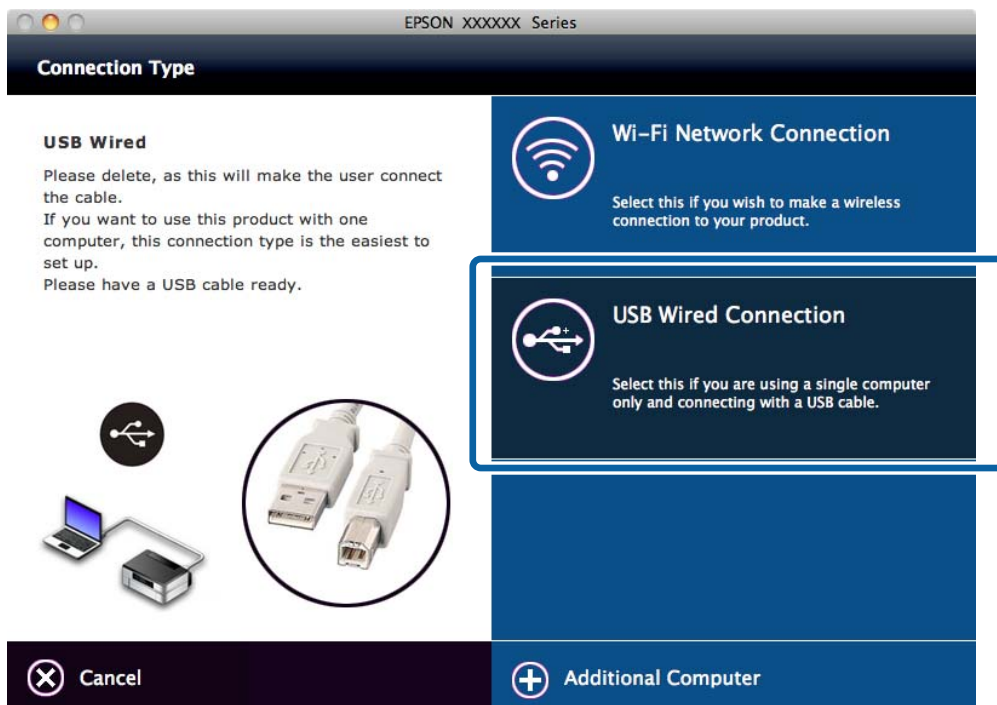 EPSON XXXXXX Series
Connection Type
USB Wired
Please delete, as this will make the user connect
the cable.
If you want to use this product with one
computer, this connection type is the easiest to
set up.
Please have a USB cable ready.
Wi-Fi Network Connection
Select this if you wish to make a wireless
connection to your product.
USB Wired Connection
Select this if you are using a single computer
only and connecting with a USB cable.
Cancel
Additional Computer